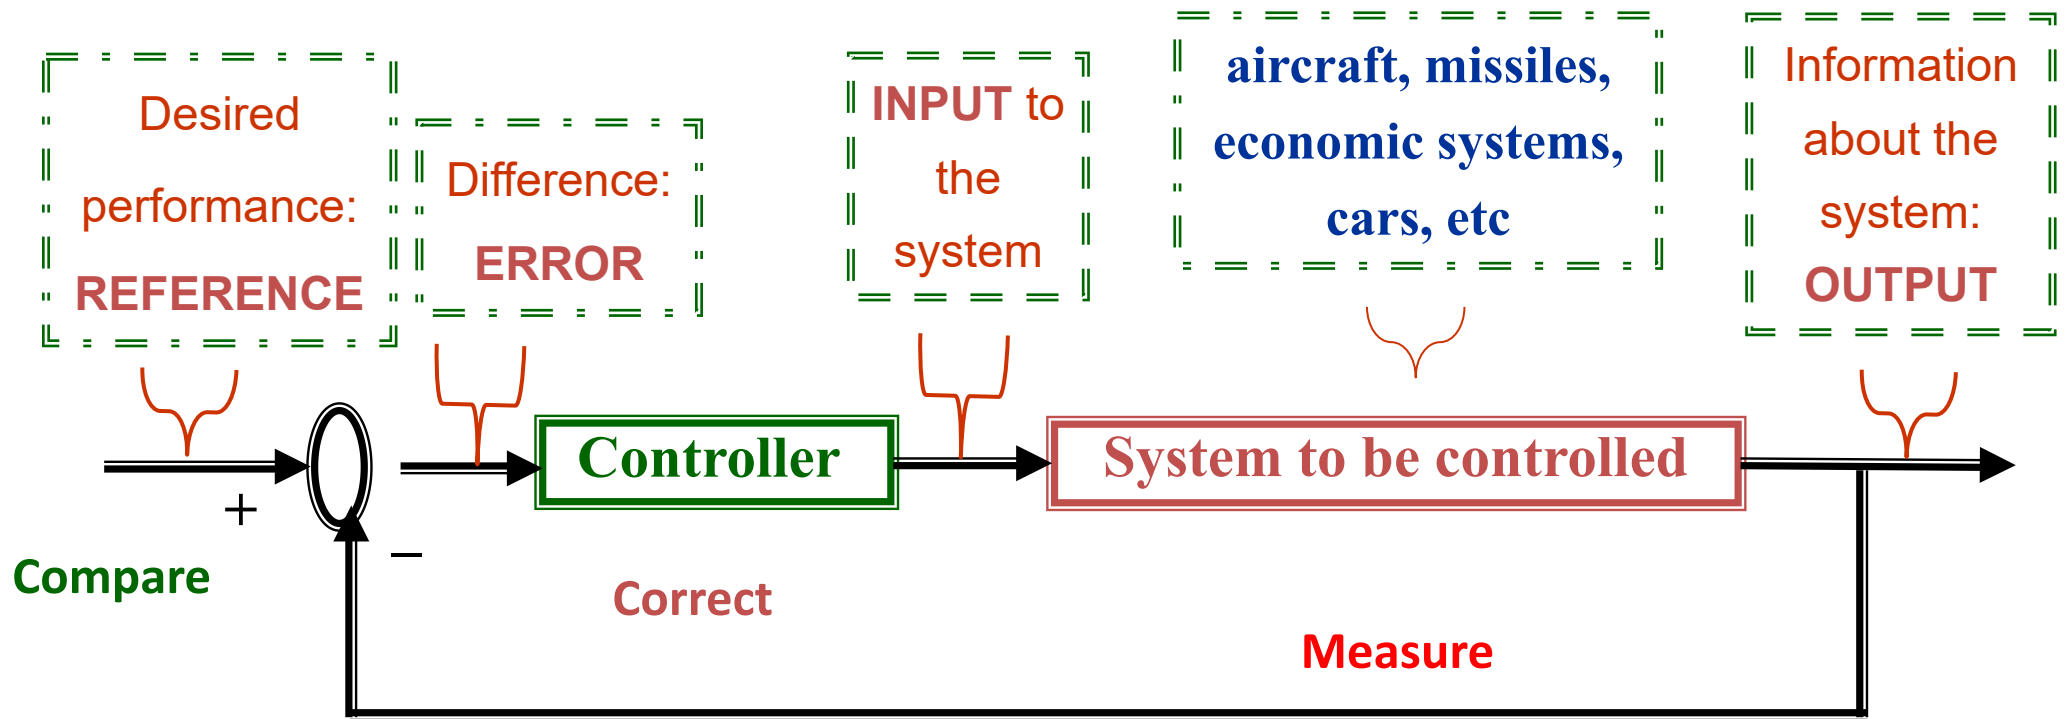 Desired
performance:
REFERENCE
Difference:
ERROR
INPUT to
the
system
aircraft, missiles,
economic systems,
cars, etc
Information
about the
system:
OUTPUT
Controller
System to be controlled
+
–
Compare
Correct
Measure